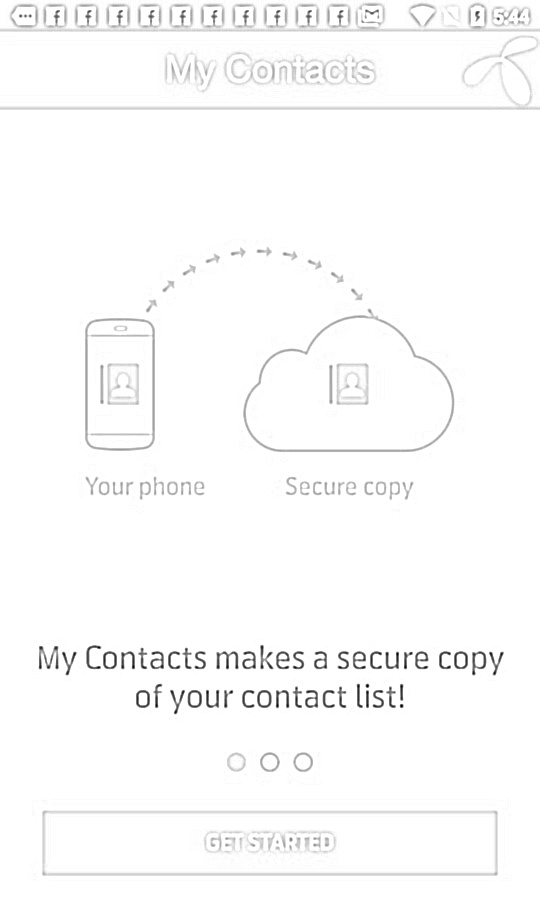 5:44
My Contacts
Your phone
Secure copy
My Contacts makes a secure copy
of your contact list!
GET STARTED